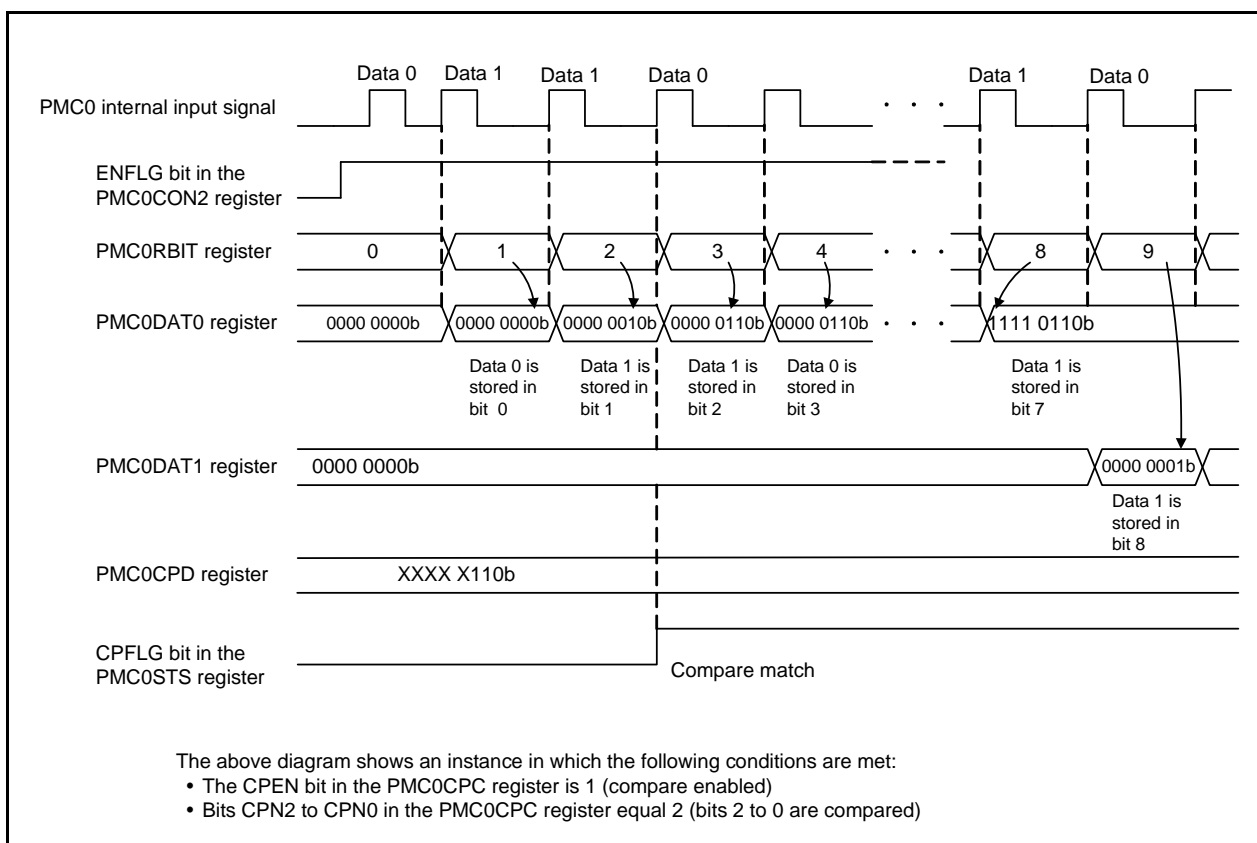 Data 0 Data 1 Data 1 Data 0 Data 1 Data 0
PMC0 internal input signal
· · ·
ENFLG bit in the
PMC0CON2 register
PMC0RBIT register
0 1 2 3 4 · · · 8 9
PMC0DAT0 register
0000 0000b 0000 0000b 0000 0010b 0000 0110b 0000 0110b · · · 1111 0110b
Data 0 is
stored in
bit 0
Data 1 is
stored in
bit 1
Data 1 is
stored in
bit 2
Data 0 is
stored in
bit 3
Data 1 is
stored in
bit 7
PMC0DAT1 register
0000 0000b 0000 0001b
Data 1 is
stored in
bit 8
PMC0CPD register
XXXX X110b
CPFLG bit in the
PMC0STS register
Compare match
The above diagram shows an instance in which the following conditions are met:
• The CPEN bit in the PMC0CPC register is 1 (compare enabled)
• Bits CPN2 to CPN0 in the PMC0CPC register equal 2 (bits 2 to 0 are compared)